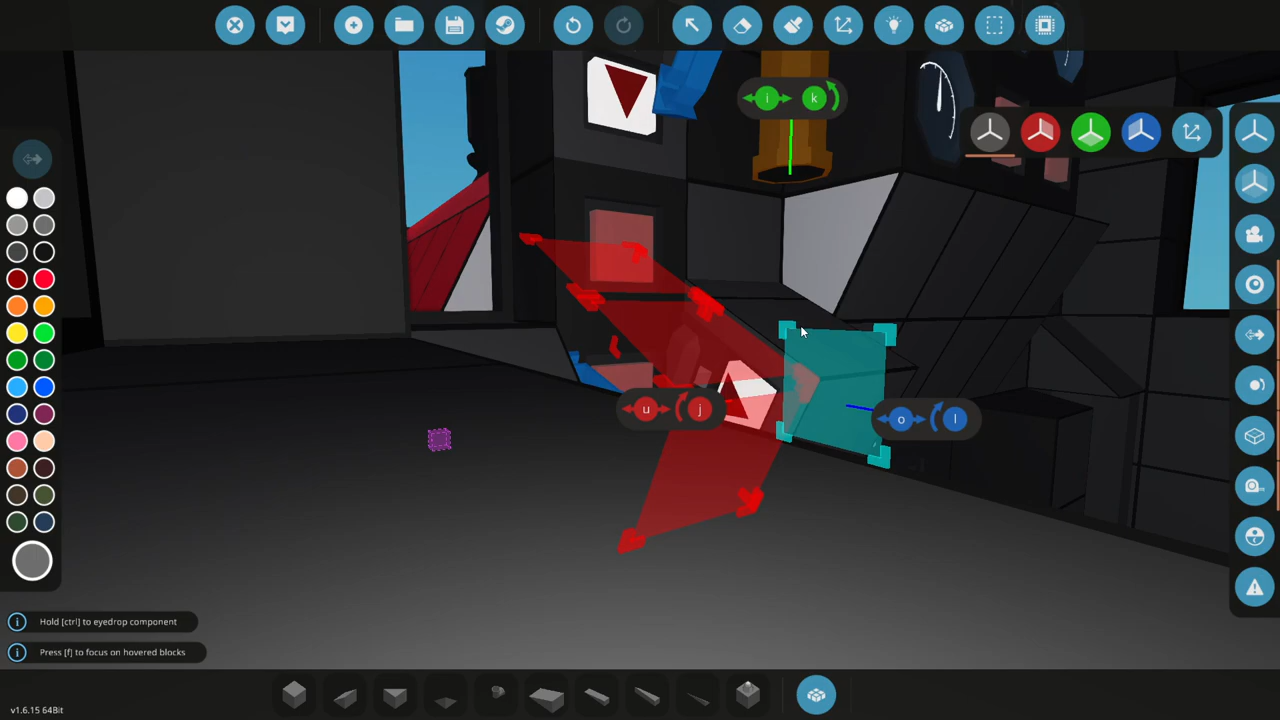 i k
u j
o l
Hold [ctrl] to eyedrop component
Press [f] to focus on hovered blocks
v1.6.15 64Bit